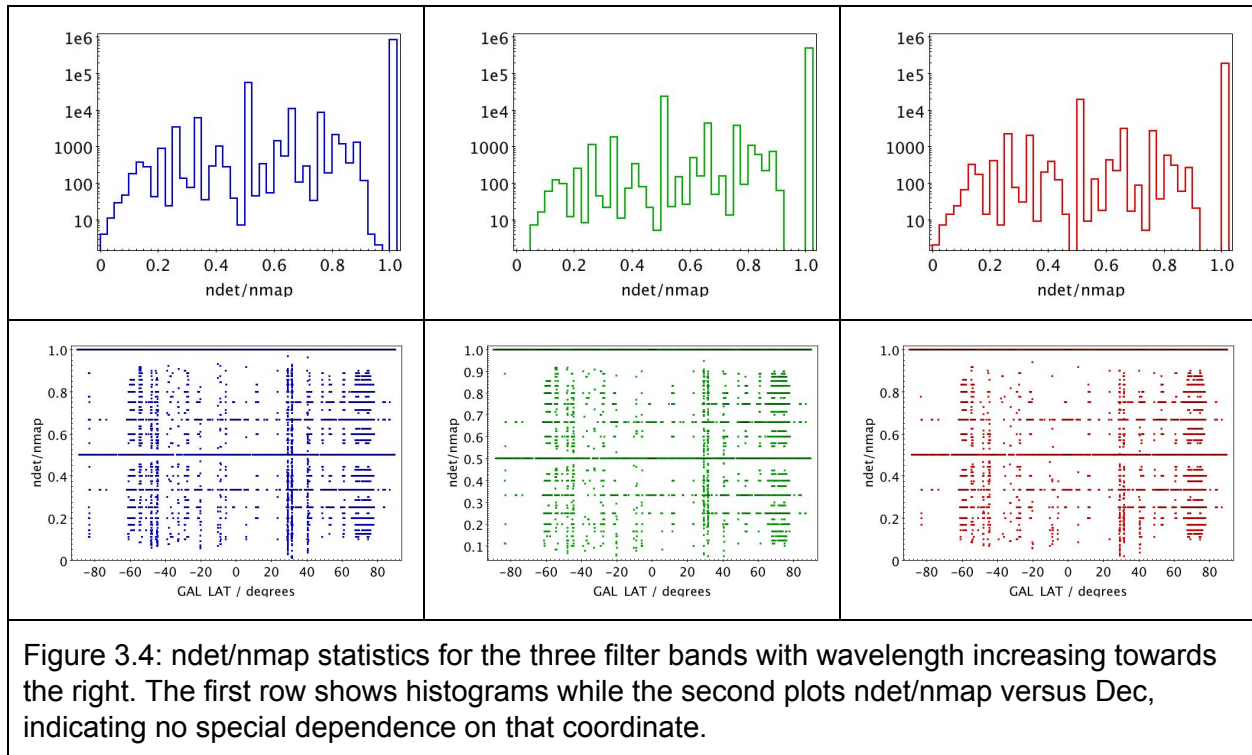 1e6
1e5
1e4
1000
100
10
0 0.2 0.4 0.6 0.8 1.0
ndet/nmap
1e6
1e5
1e4
1000
100
10
0 0.2 0.4 0.6 0.8 1.0
ndet/nmap
1e6
1e5
1e4
1000
100
10
0 0.2 0.4 0.6 0.8 1.0
ndet/nmap
1.0
0.8
0.6
0.4
0.2
0
ndet/nmap
−80 −60 −40 −20 0 20 40 60 80
GAL_LAT / degrees
1.0
0.9
0.8
0.7
0.6
0.5
0.4
0.3
0.2
0.1
ndet/nmap
−80 −60 −40 −20 0 20 40 60 80
GAL_LAT / degrees
1.0
0.8
0.6
0.4
0.2
0
ndet/nmap
−80 −60 −40 −20 0 20 40 60 80
GAL_LAT / degrees
Figure 3.4: ndet/nmap statistics for the three filter bands with wavelength increasing towards
the right. The first row shows histograms while the second plots ndet/nmap versus Dec,
indicating no special dependence on that coordinate.